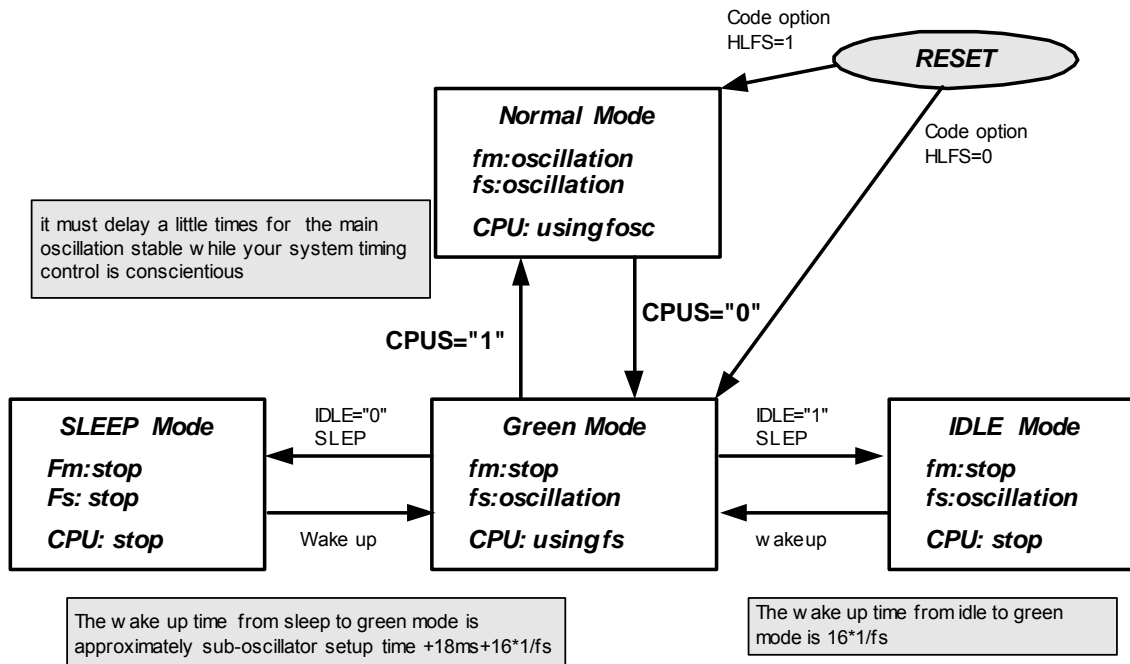 Code option
HLFS=1
RESET
Normal Mode
fm:oscillation
fs:oscillation
CPU: using fosc
Code option
HLFS=0
it must delay a little times for the main
oscillation stable while your system timing
control is conscientious
CPUS="1"
CPUS="0"
SLEEP Mode
Fm:stop
Fs: stop
CPU: stop
IDLE="0"
SLEP
Wake up
Green Mode
fm:stop
fs:oscillation
CPU: using fs
IDLE="1"
SLEP
wakeup
IDLE Mode
fm:stop
fs:oscillation
CPU: stop
The wake up time from sleep to green mode is
approximately sub-oscillator setup time +18ms+16*1/fs
The wake up time from idle to green
mode is 16*1/fs